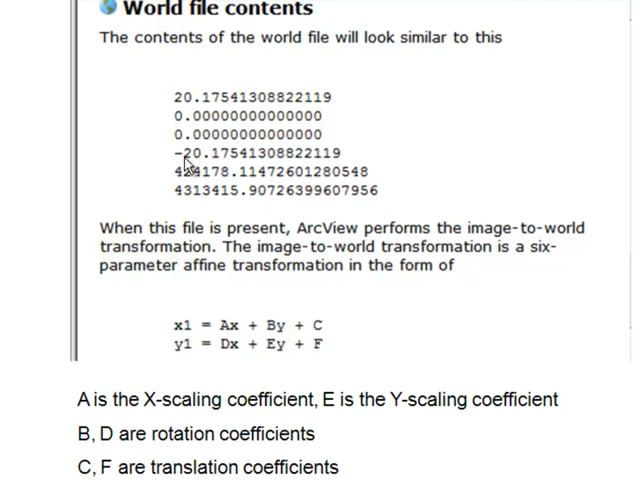 World file contents
The contents of the world file will look similar to this
20.17541308822119
0.00000000000000
0.00000000000000
-20.17541308822119
424178.11472601280548
4313415.90726399607956
When this file is present, ArcView performs the image-to-world
transformation. The image-to-world transformation is a six-
parameter affine transformation in the form of
x1 = Ax + By + C
y1 = Dx + Ey + F
A is the X-scaling coefficient, E is the Y-scaling coefficient
B, D are rotation coefficients
C, F are translation coefficients